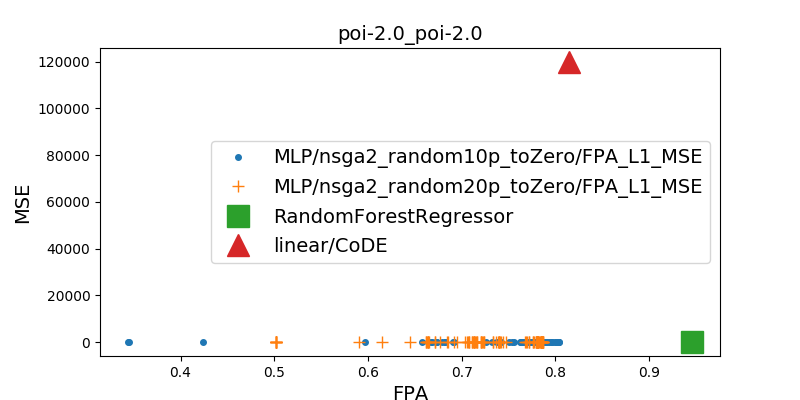 poi-2.0_poi-2.0
MSE
120000
100000
80000
60000
40000
20000
0
MLP/nsga2_random10p_toZero/FPA_L1_MSE
MLP/nsga2_random20p_toZero/FPA_L1_MSE
RandomForestRegressor
linear/CoDE
0.4 0.5 0.6 0.7 0.8 0.9
FPA